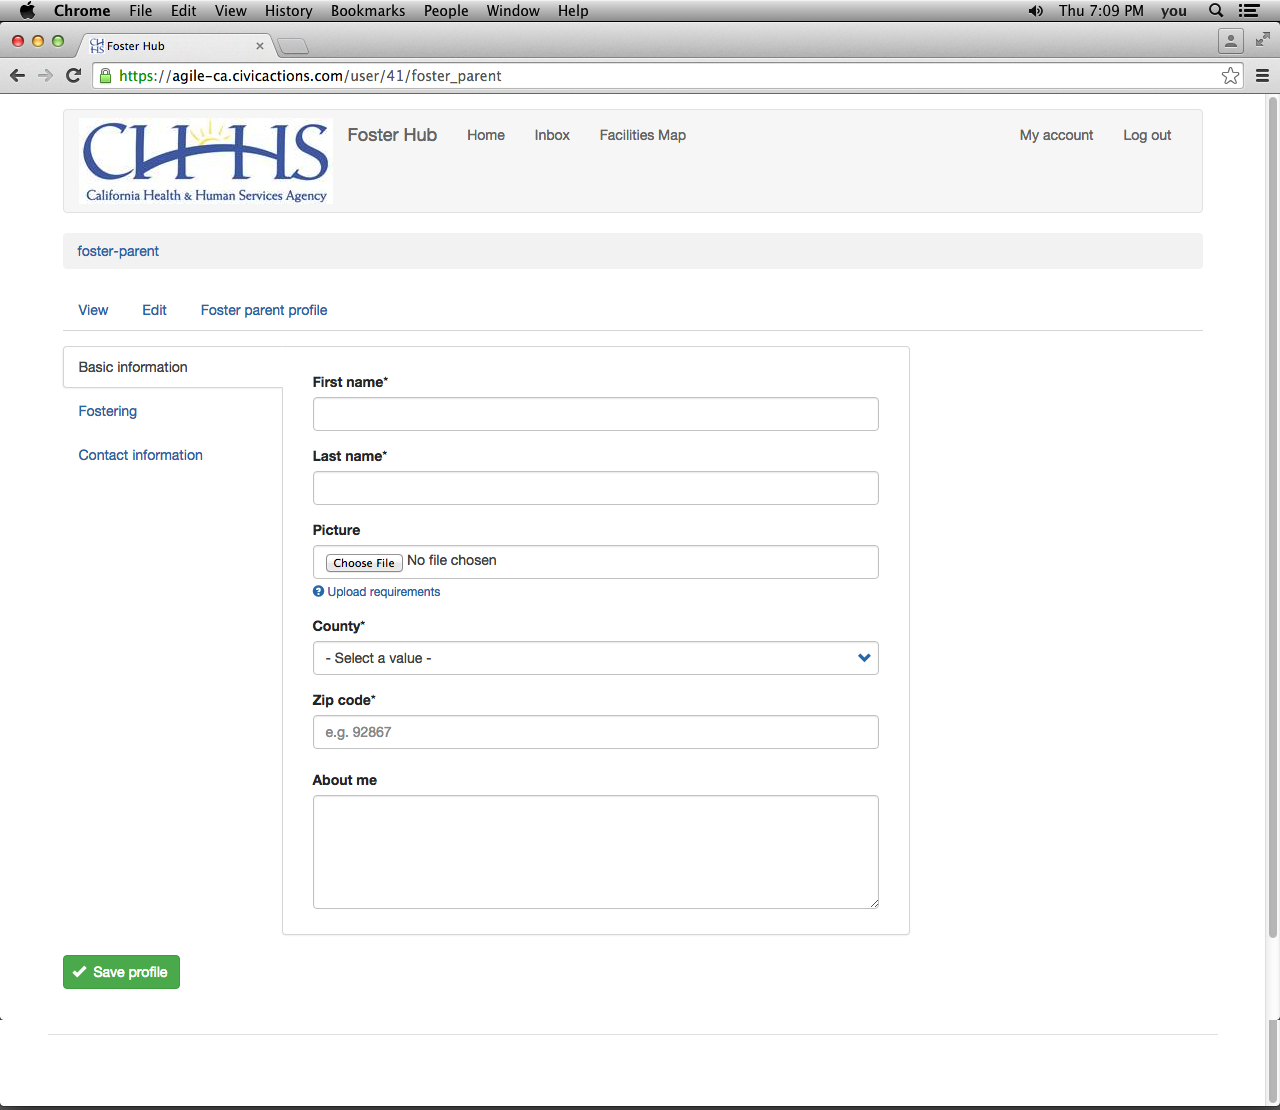 Chrome File Edit View History Bookmarks People Window Help Thu 7:09 PM you
CHHS Foster Hub
https://agile-ca.civicactions.com/user/41/foster_parent
CHHS
California Health & Human Services Agency
Foster Hub Home Inbox Facilities Map My account Log out
foster-parent
View Edit Foster parent profile
Basic information
Fostering
Contact information
First name*
Last name*
Picture
Choose File No file chosen
Upload requirements
County*
- Select a value -
Zip code*
e.g. 92867
About me
Save profile